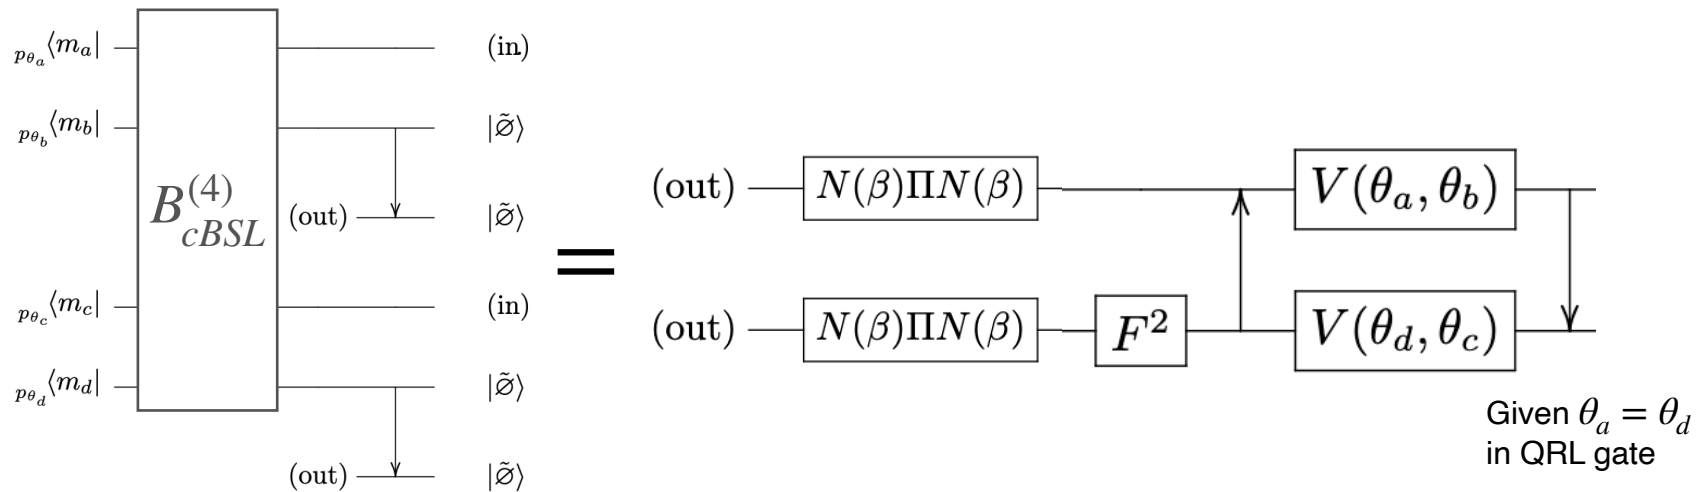 p_{θ_a}⟨m_a| (in)
p_{θ_b}⟨m_b| |∅̃⟩
B^{(4)}_{cBSL}
(out) |∅̃⟩
p_{θ_c}⟨m_c| (in)
p_{θ_d}⟨m_d| |∅̃⟩
(out) |∅̃⟩
=
(out) N(β)ΠN(β) V(θ_a, θ_b)
(out) N(β)ΠN(β) F² V(θ_d, θ_c)
Given θ_a = θ_d
in QRL gate